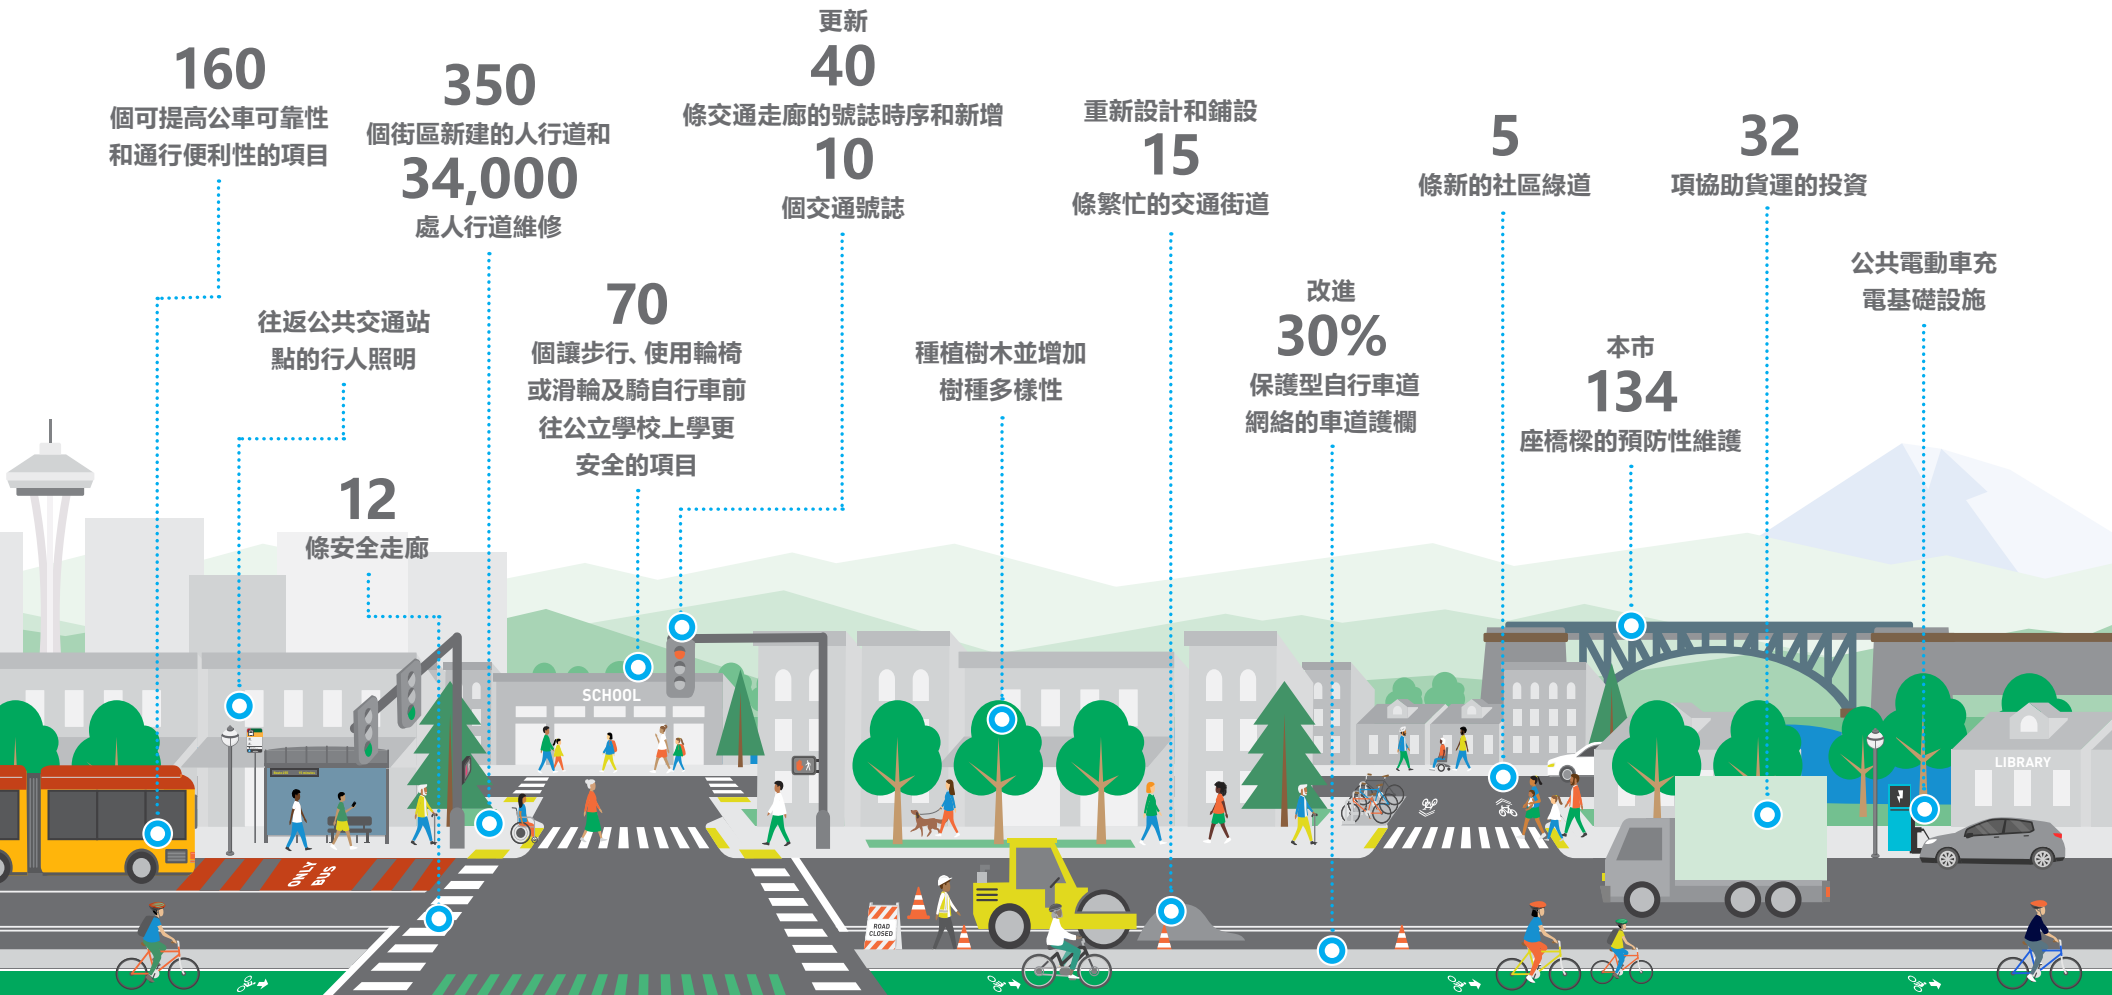 160
個可提高公車可靠性
和通行便利性的項目
350
個街區新建的人行道和
34,000
處人行道維修
更新
40
條交通走廊的號誌時序和新增
10
個交通號誌
重新設計和鋪設
15
條繁忙的交通街道
5
條新的社區綠道
32
項協助貨運的投資
公共電動車充
電基礎設施
往返公共交通站
點的行人照明
70
個讓步行、使用輪椅
或滑輪及騎自行車前
往公立學校上學更
安全的項目
種植樹木並增加
樹種多樣性
改進
30%
保護型自行車道
網絡的車道護欄
本市
134
座橋樑的預防性維護
12
條安全走廊
SCHOOL
LIBRARY
ONLY
BUS
ROAD
CLOSED